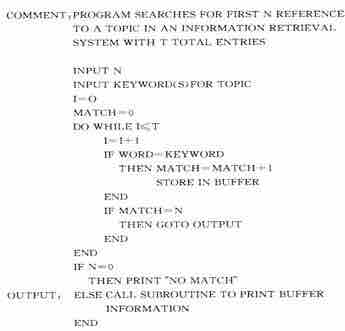 COMMENT:PROGRAM SEARCHES FOR FIRST N REFERENCE
TO A TOPIC IN AN INFORMATION RETRIEVAL
SYSTEM WITH T TOTAL ENTRIES
INPUT N
INPUT KEYWORD(S)FOR TOPIC
I=O
MATCH=0
DO WHILE I⩽T
I=I+1
IF WORD=KEYWORD
THEN MATCH=MATCH+1
STORE IN BUFFER
END
IF MATCH=N
THEN GOTO OUTPUT
END
END
IF N=0
THEN PRINT "NO MATCH"
OUTPUT: ELSE CALL SUBROUTINE TO PRINT BUFFER
INFORMATION
END